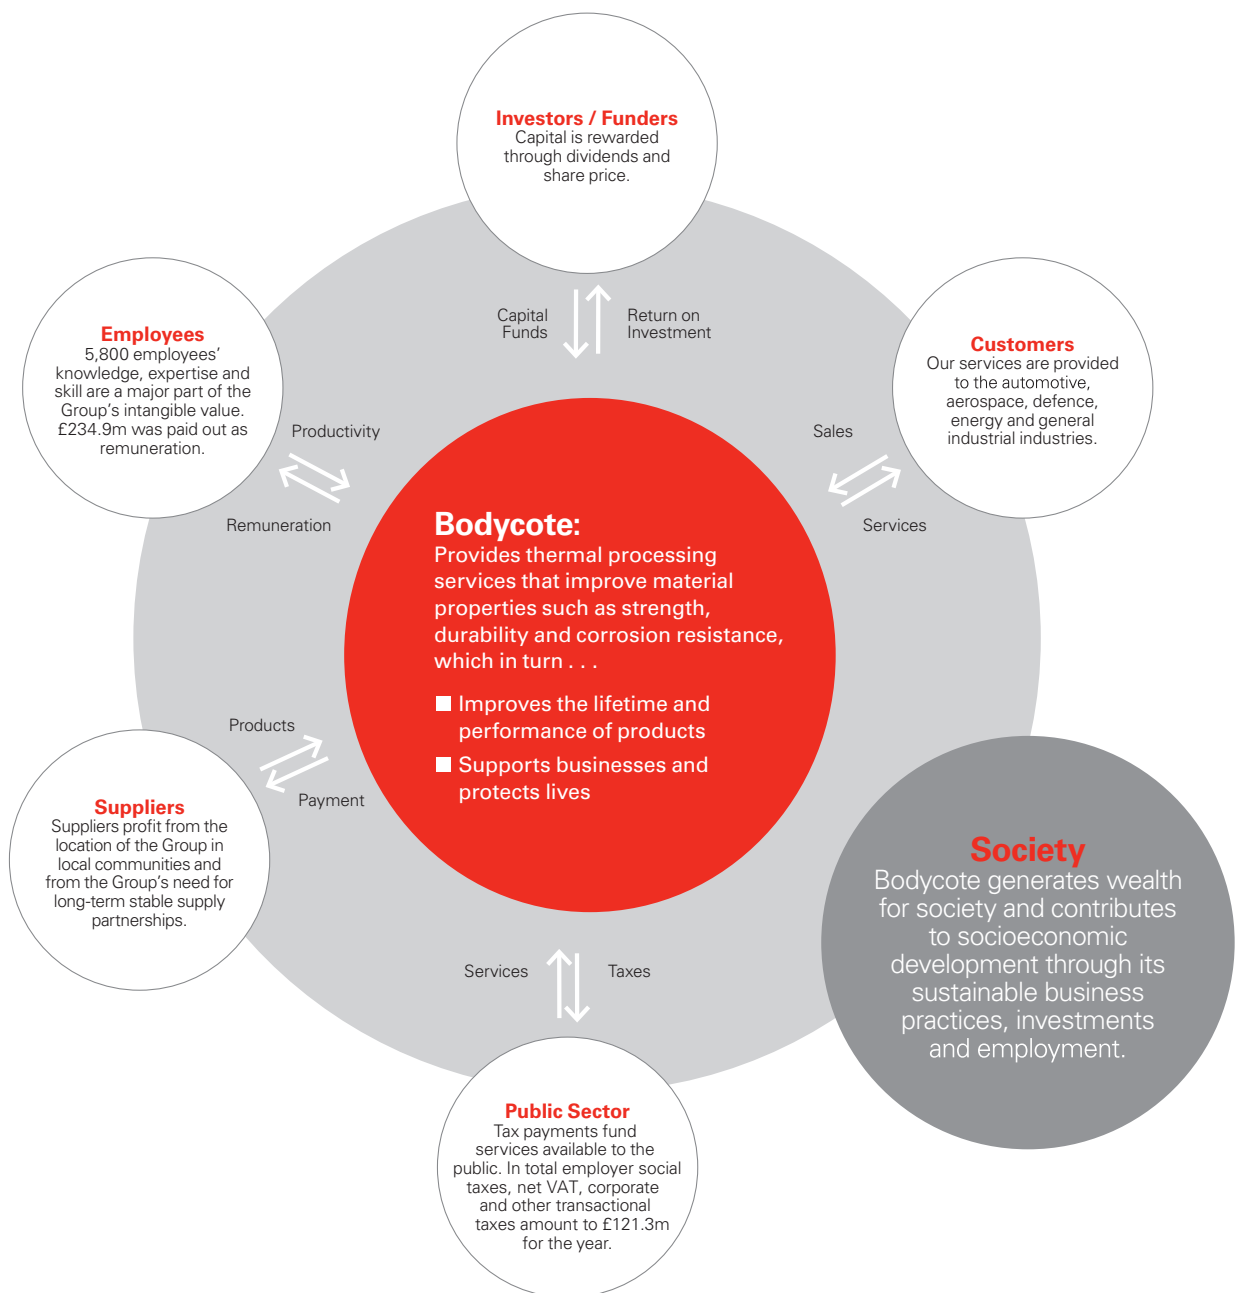 Investors / Funders
Capital is rewarded
through dividends and
share price.
Capital
Funds
Return on
Investment
Employees
5,800 employees’
knowledge, expertise and
skill are a major part of the
Group’s intangible value.
£234.9m was paid out as
remuneration.
Productivity
Remuneration
Customers
Our services are provided
to the automotive,
aerospace, defence,
energy and general
industrial industries.
Sales
Services
Bodycote:
Provides thermal processing
services that improve material
properties such as strength,
durability and corrosion resistance,
which in turn . . .
Improves the lifetime and
performance of products
Supports businesses and
protects lives
Products
Payment
Suppliers
Suppliers profit from the
location of the Group in
local communities and
from the Group’s need for
long-term stable supply
partnerships.
Society
Bodycote generates wealth
for society and contributes
to socioeconomic
development through its
sustainable business
practices, investments
and employment.
Services
Taxes
Public Sector
Tax payments fund
services available to the
public. In total employer social
taxes, net VAT, corporate
and other transactional
taxes amount to £121.3m
for the year.